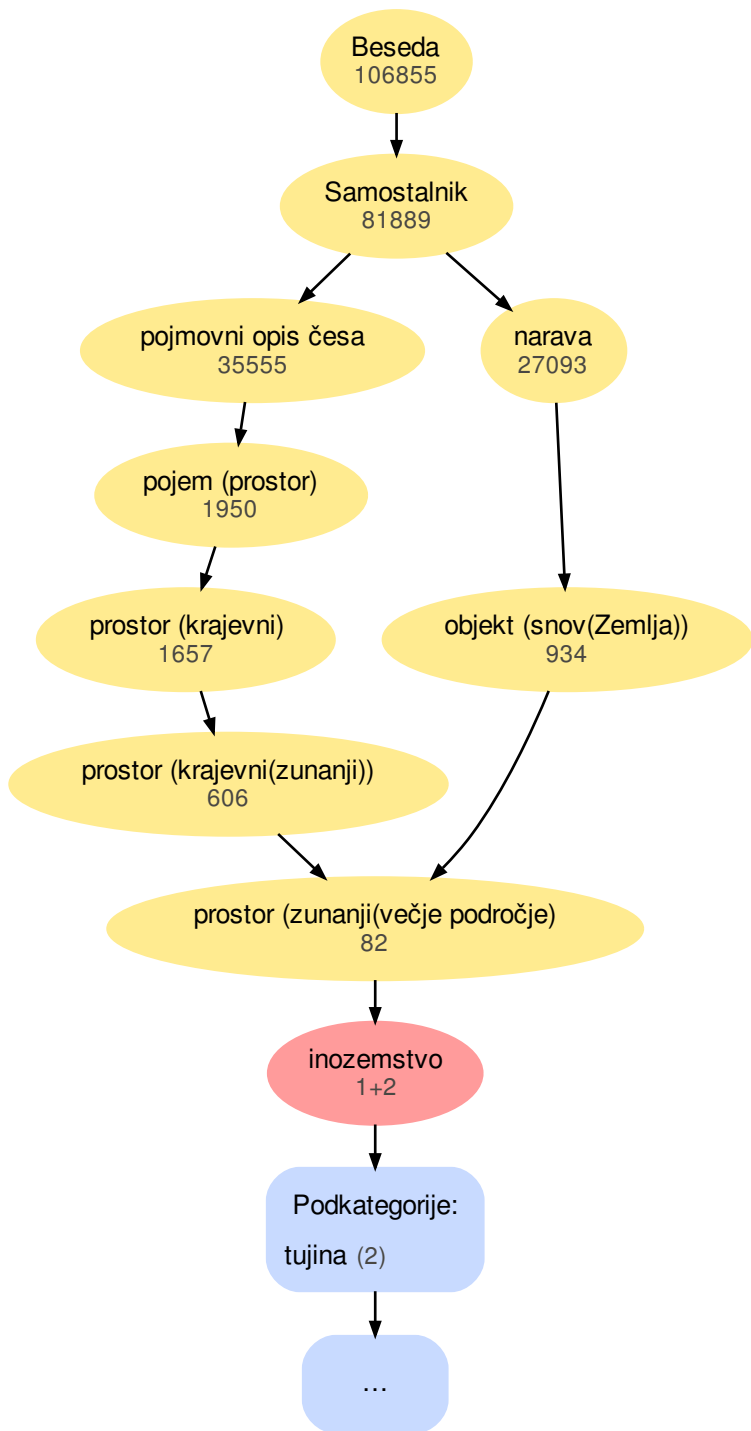 Beseda
106855
Samostalnik
81889
pojmovni opis česa
35555
narava
27093
pojem (prostor)
1950
prostor (krajevni)
1657
objekt (snov(Zemlja))
934
prostor (krajevni(zunanji))
606
prostor (zunanji(večje področje)
82
inozemstvo
1+2
Podkategorije:
tujina (2)
…